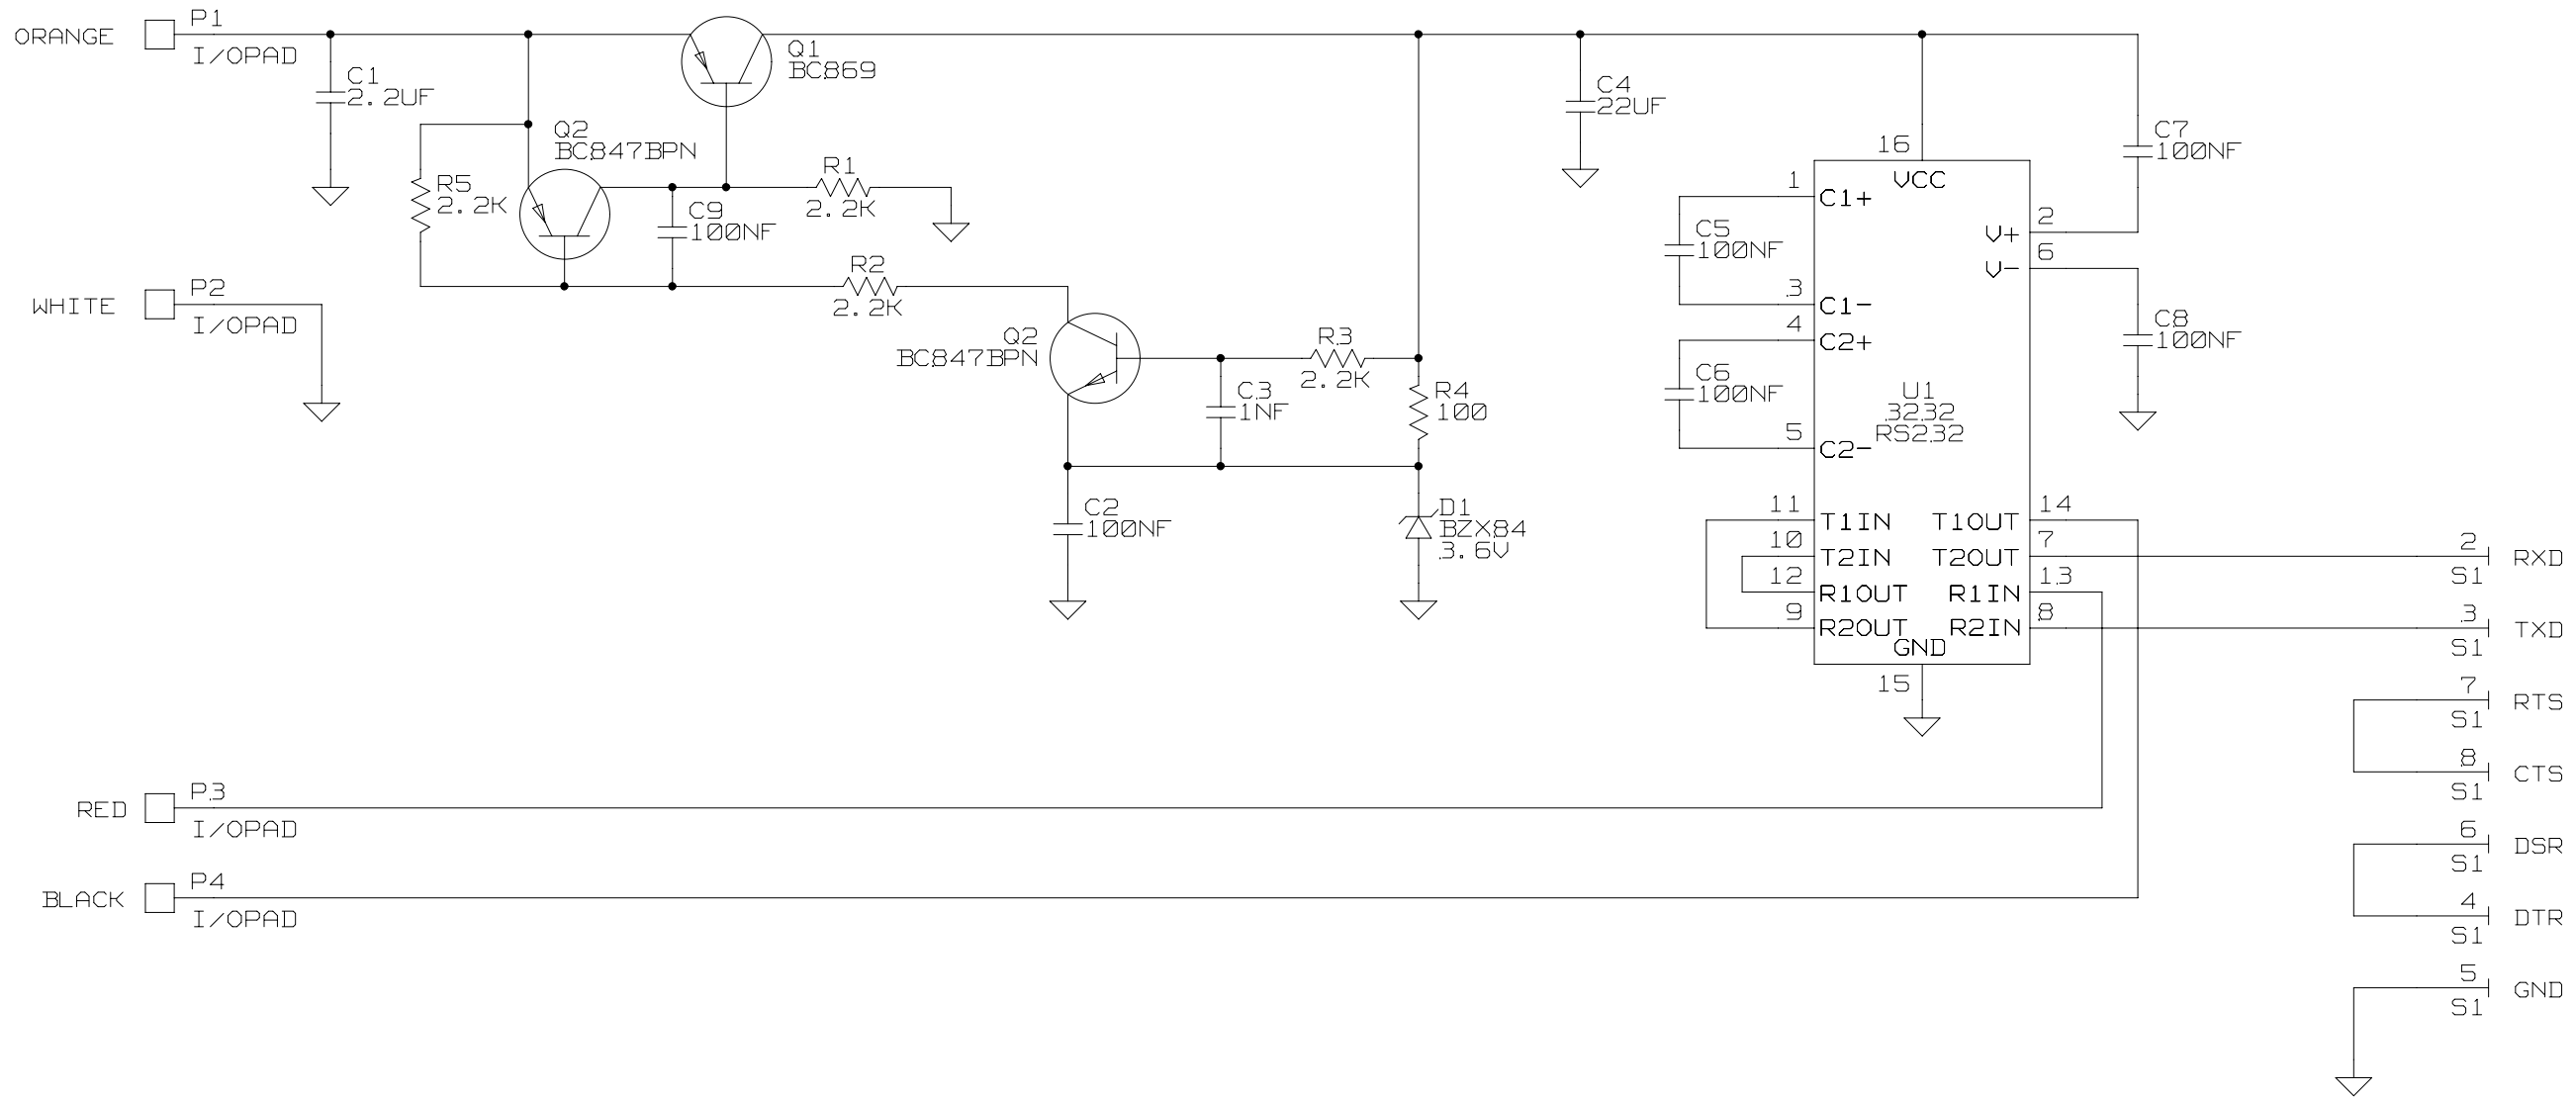 ORANGE
P1
I/OPAD
C1
2.2UF
Q1
BC869
Q2
BC847BPN
R5
2.2K
C9
100NF
R1
2.2K
R2
2.2K
WHITE
P2
I/OPAD
Q2
BC847BPN
C3
1NF
R3
2.2K
R4
100
C2
100NF
D1
BZX84
3.6V
C4
22UF
C5
100NF
C6
100NF
C7
100NF
C8
100NF
16
VCC
1
C1+
3
C1-
4
C2+
5
C2-
2
V+
6
V-
U1
3232
RS232
11
T1IN
T1OUT
14
10
T2IN
T2OUT
7
12
R1OUT
R1IN
13
9
R2OUT
R2IN
8
GND
15
2
S1
RXD
3
S1
TXD
7
S1
RTS
8
S1
CTS
6
S1
DSR
4
S1
DTR
5
S1
GND
RED
P3
I/OPAD
BLACK
P4
I/OPAD